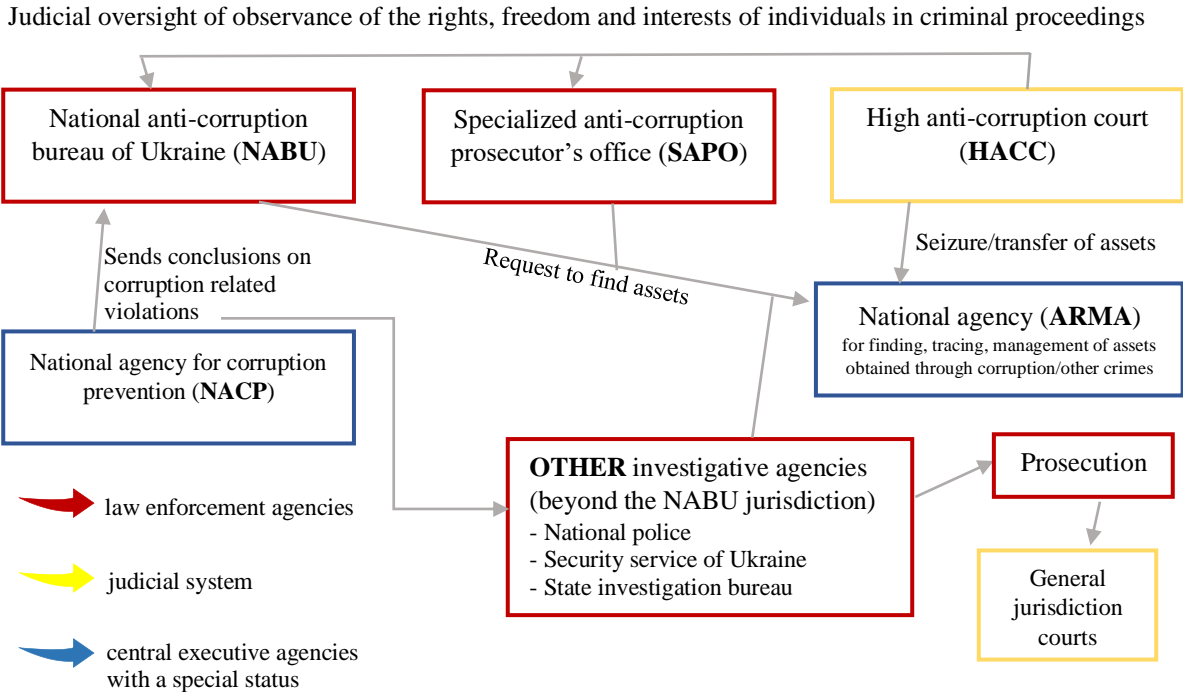 Judicial oversight of observance of the rights, freedom and interests of individuals in criminal proceedings
National anti-corruption
bureau of Ukraine (NABU)
Specialized anti-corruption
prosecutor’s office (SAPO)
High anti-corruption court
(HACC)
Sends conclusions on
corruption related
violations
Request to find assets
Seizure/transfer of assets
National agency for corruption
prevention (NACP)
National agency (ARMA)
for finding, tracing, management of assets
obtained through corruption/other crimes
OTHER investigative agencies
(beyond the NABU jurisdiction)
- National police
- Security service of Ukraine
- State investigation bureau
Prosecution
General
jurisdiction
courts
law enforcement agencies
judicial system
central executive agencies
with a special status